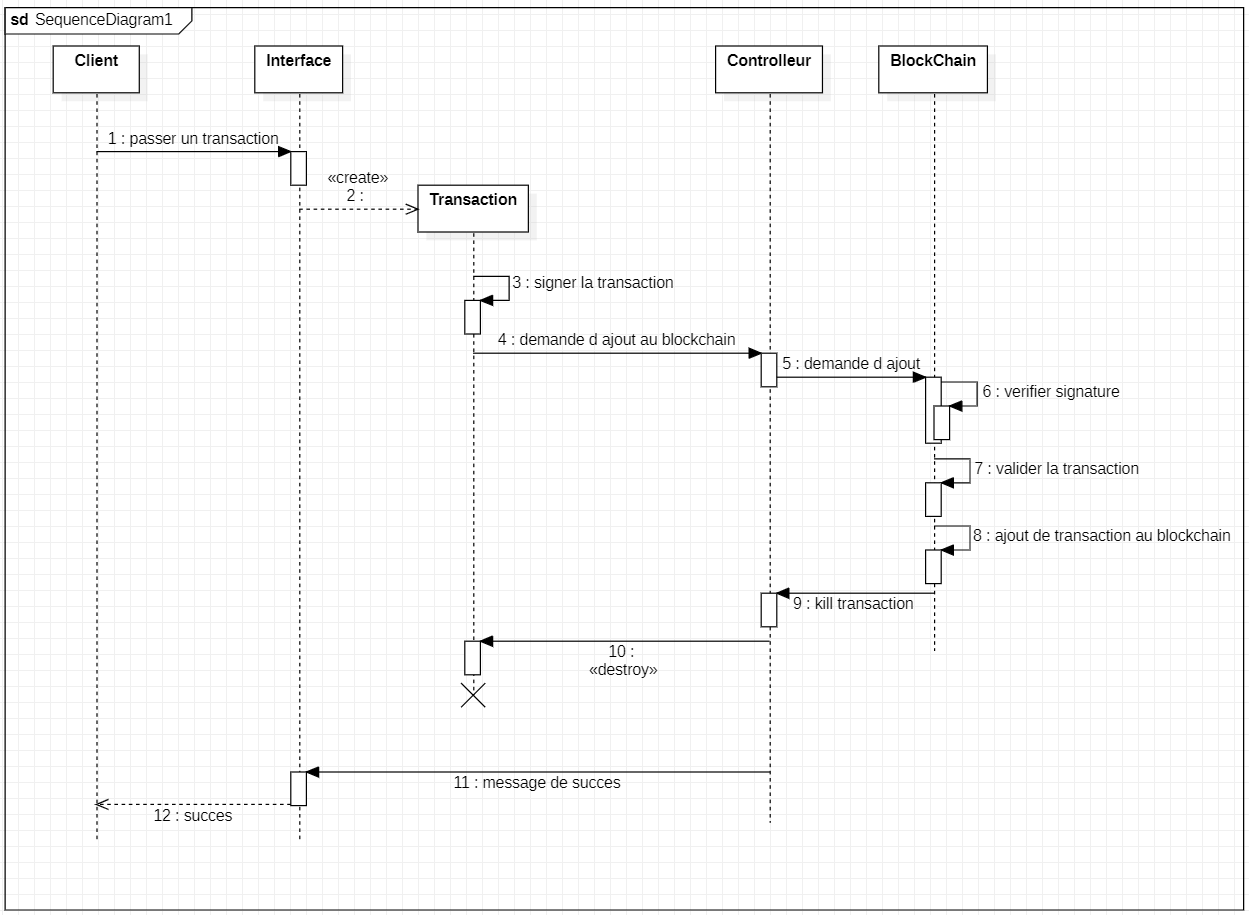 sd SequenceDiagram1
Client
Interface
Controlleur
BlockChain
1 : passer un transaction
«create»
2 :
Transaction
3 : signer la transaction
4 : demande d ajout au blockchain
5 : demande d ajout
6 : verifier signature
7 : valider la transaction
8 : ajout de transaction au blockchain
9 : kill transaction
10 :
«destroy»
11 : message de succes
12 : succes